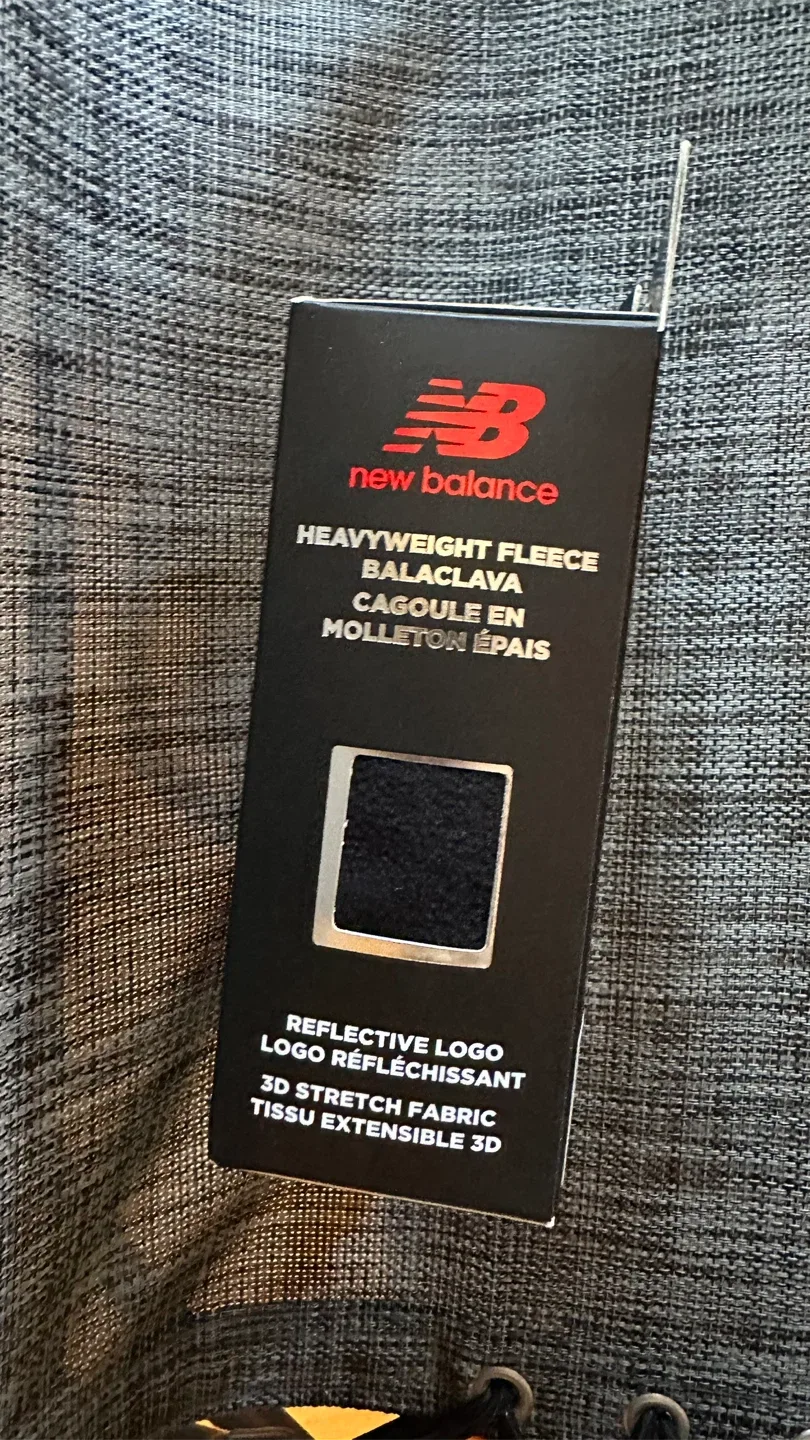 NB
new balance
HEAVYWEIGHT FLEECE
BALACLAVA
CAGOULE EN
MOLLETON ÉPAIS
REFLECTIVE LOGO
LOGO RÉFLÉCHISSANT
3D STRETCH FABRIC
TISSU EXTENSIBLE 3D